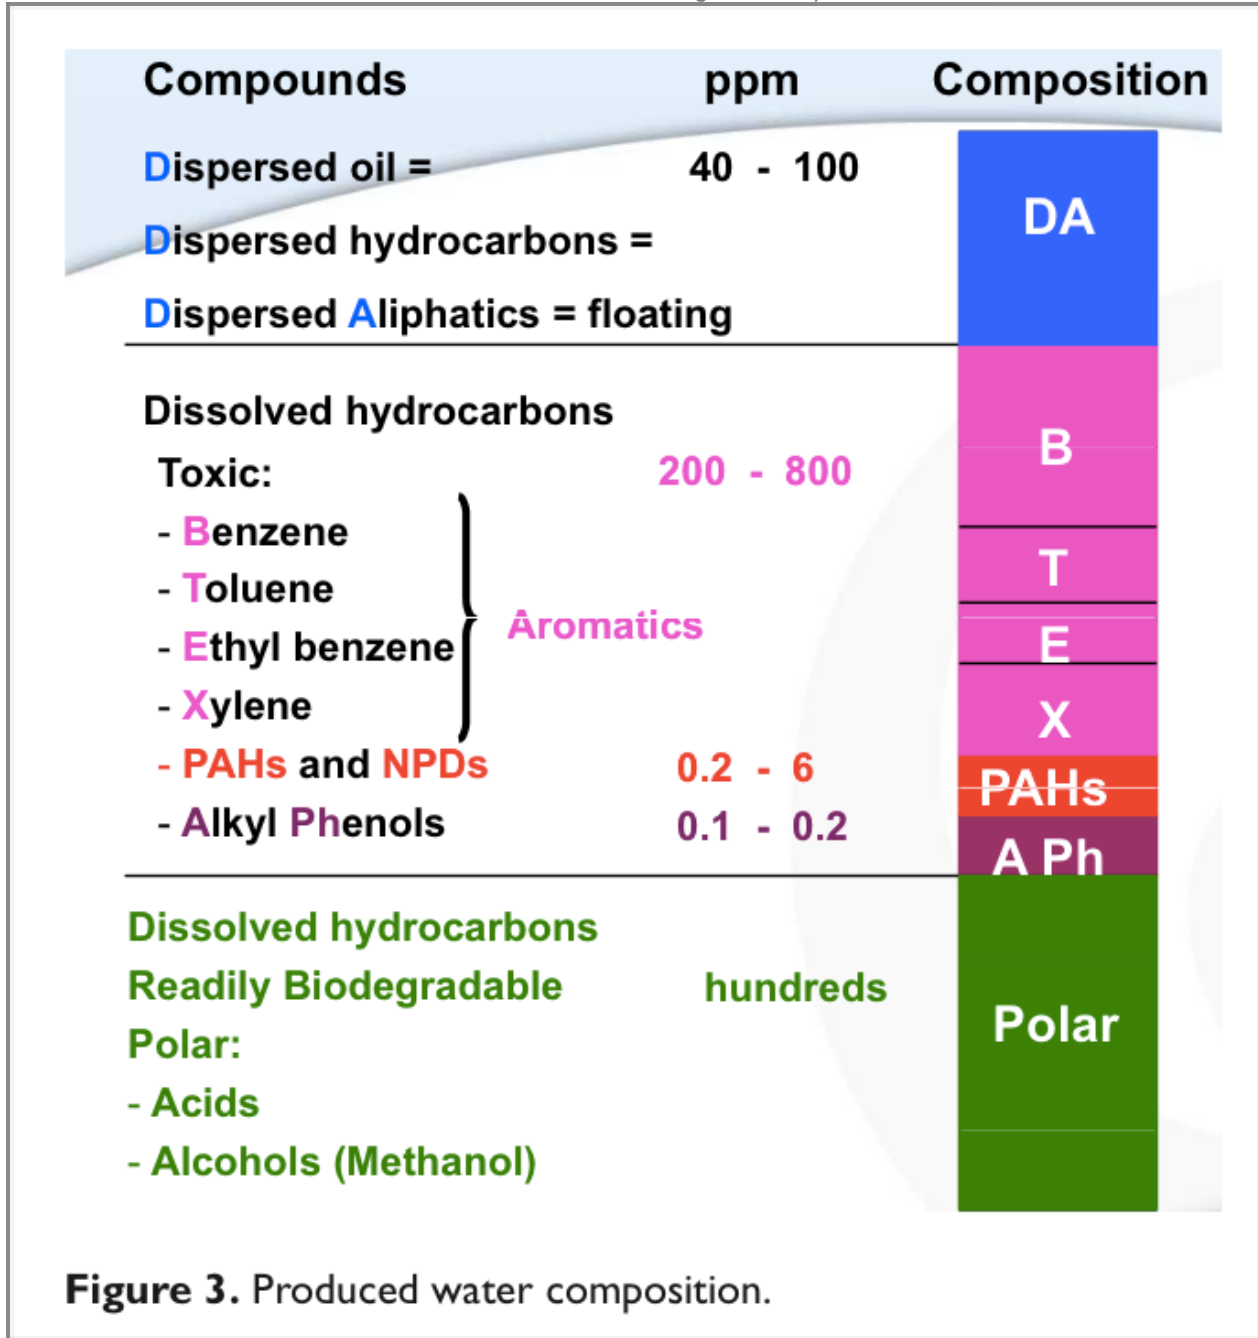 Compounds ppm Composition
Dispersed oil = 40 - 100
DA
Dispersed hydrocarbons =
Dispersed Aliphatics = floating
Dissolved hydrocarbons
B
Toxic: 200 - 800
- Benzene
T
- Toluene
Aromatics
- Ethyl benzene E
- Xylene X
- PAHs and NPDs 0.2 - 6 PAHs
- Alkyl Phenols 0.1 - 0.2 A Ph
Dissolved hydrocarbons
Readily Biodegradable hundreds
Polar: Polar
- Acids
- Alcohols (Methanol)
Figure 3. Produced water composition.